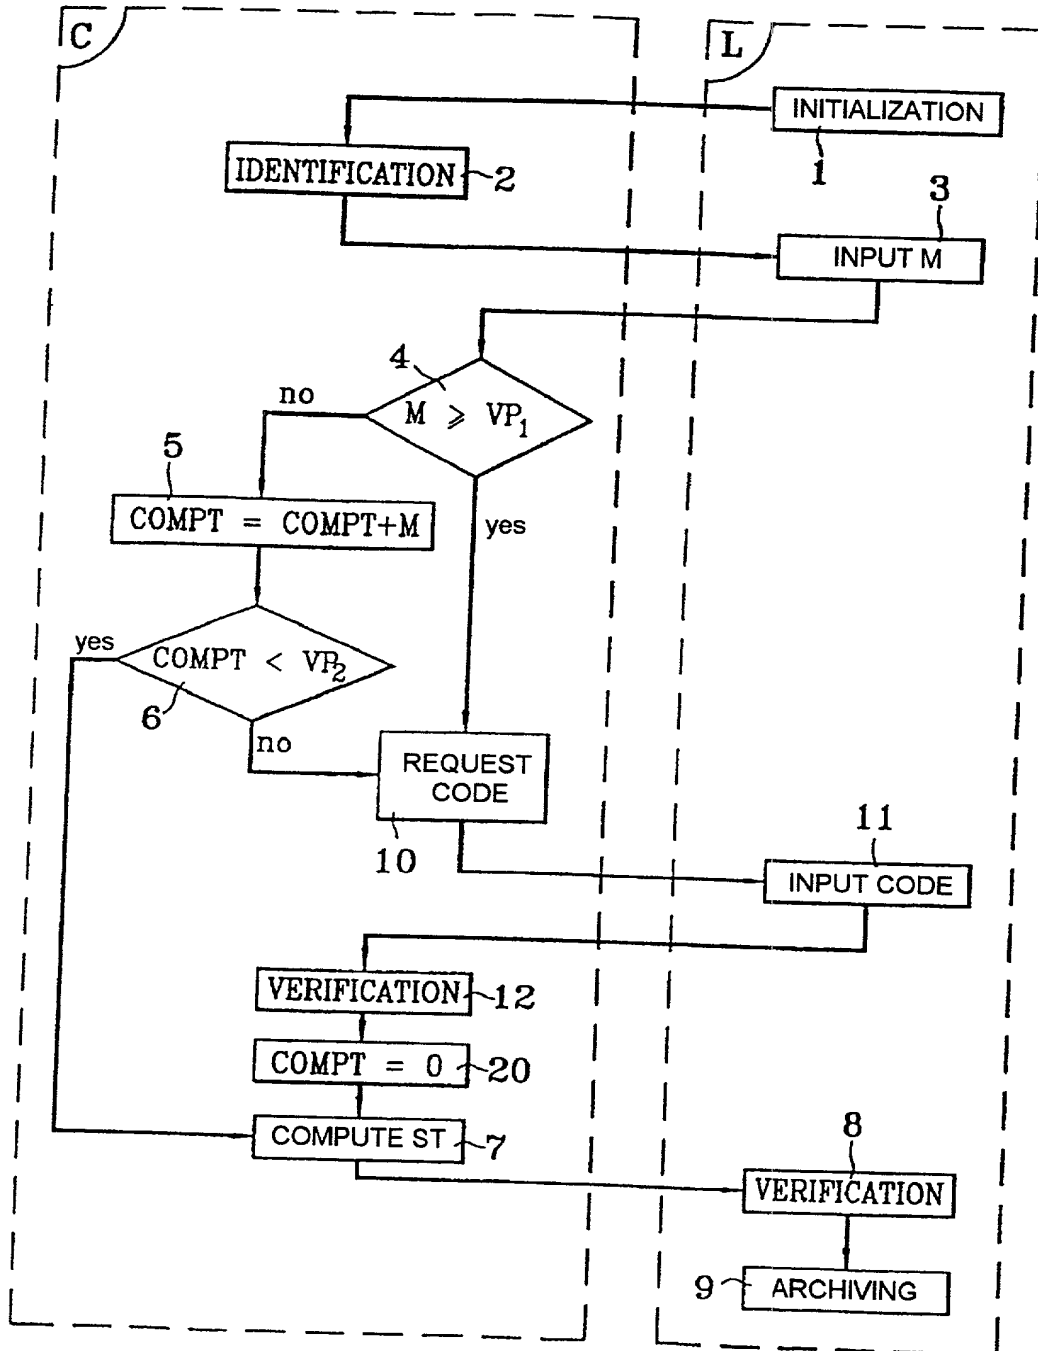 C
L
INITIALIZATION
1
IDENTIFICATION
2
3
INPUT M
4
M ⩾ VP1
no
yes
5
COMPT = COMPT+M
yes
COMPT < VP2
6
no
REQUEST
CODE
10
11
INPUT CODE
VERIFICATION
12
COMPT = 0
20
COMPUTE ST
7
8
VERIFICATION
9
ARCHIVING